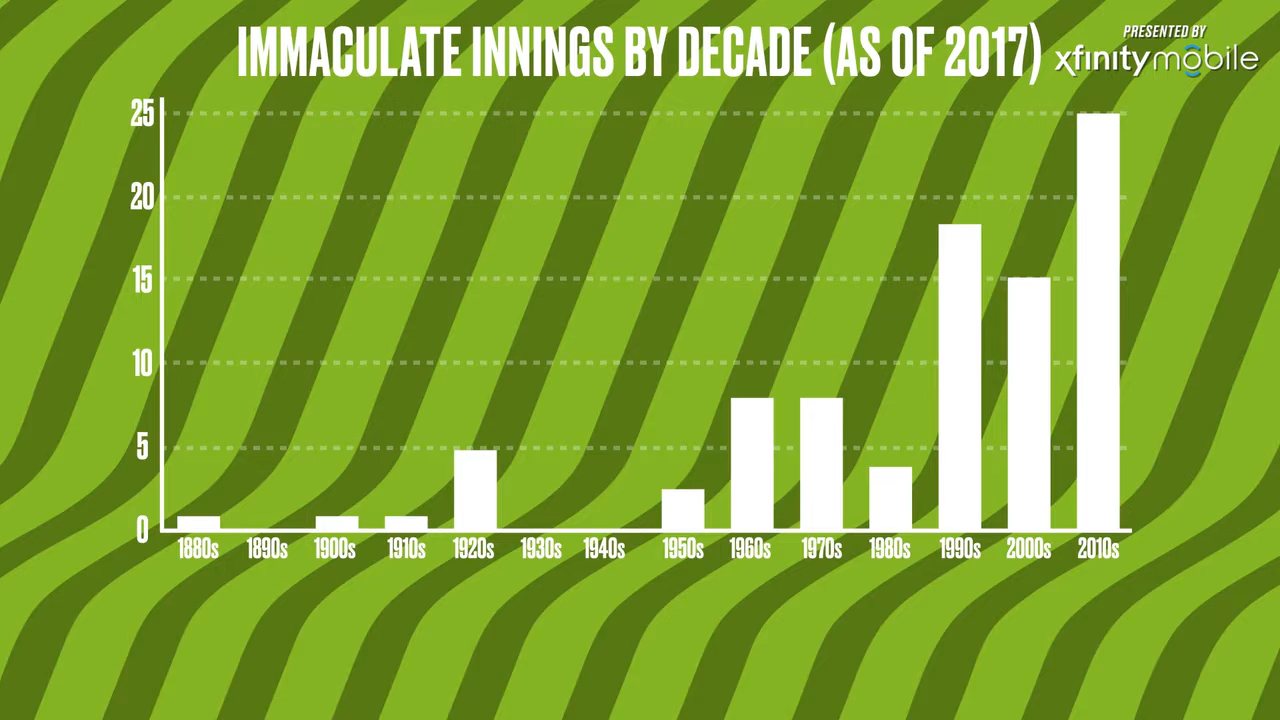 IMMACULATE INNINGS BY DECADE (AS OF 2017)
PRESENTED BY
xfinity mobile
25
20
15
10
5
0
1880s 1890s 1900s 1910s 1920s 1930s 1940s 1950s 1960s 1970s 1980s 1990s 2000s 2010s